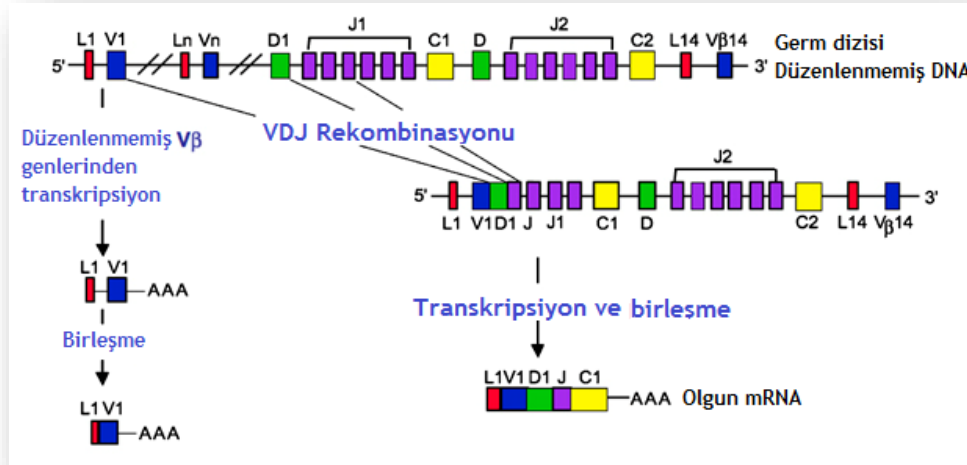 J1 J2
L1 V1 Ln Vn D1 C1 D C2 L14 Vβ14
5' 3'
Germ dizisi
Düzenlenmemiş DNA
VDJ Rekombinasyonu
Düzenlenmemiş Vβ
genlerinden
transkripsiyon
J2
5' 3'
L1 V1 D1 J J1 C1 D C2 L14 Vβ14
L1 V1
AAA
Transkripsiyon ve birleşme
Birleşme
L1V1 D1 J C1
AAA Olgun mRNA
L1 V1
AAA